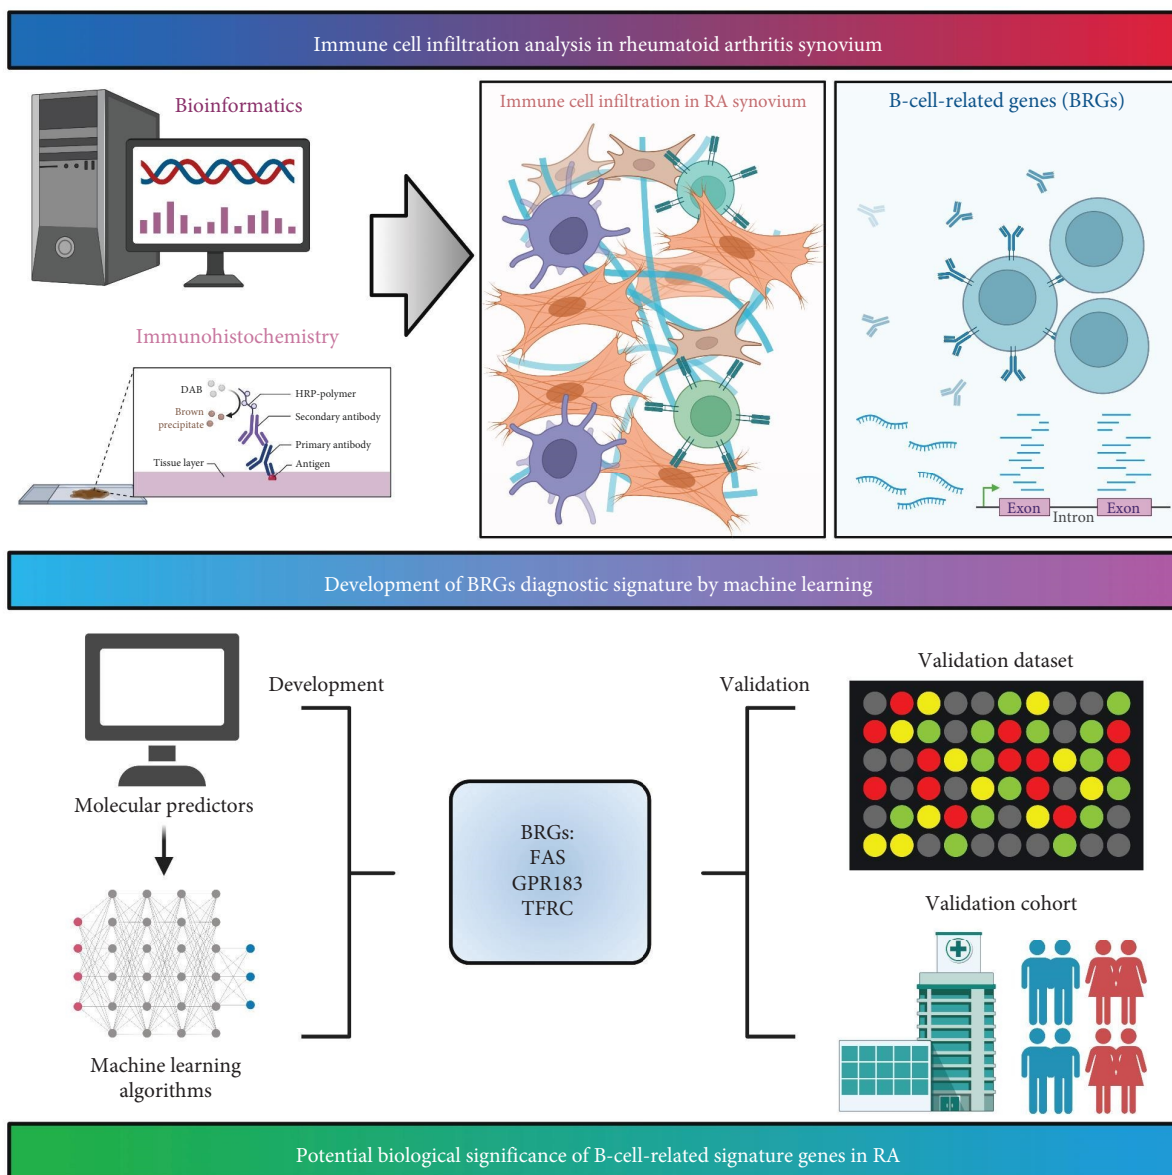 Immune cell infiltration analysis in rheumatoid arthritis synovium
Bioinformatics
Immunohistochemistry
DAB
Brown
precipitate
HRP-polymer
Secondary antibody
Primary antibody
Tissue layer
Antigen
Immune cell infiltration in RA synovium
B-cell-related genes (BRGs)
Exon
Intron
Exon
Development of BRGs diagnostic signature by machine learning
Molecular predictors
Machine learning
algorithms
Development
BRGs:
FAS
GPR183
TFRC
Validation
Validation dataset
Validation cohort
Potential biological significance of B-cell-related signature genes in RA